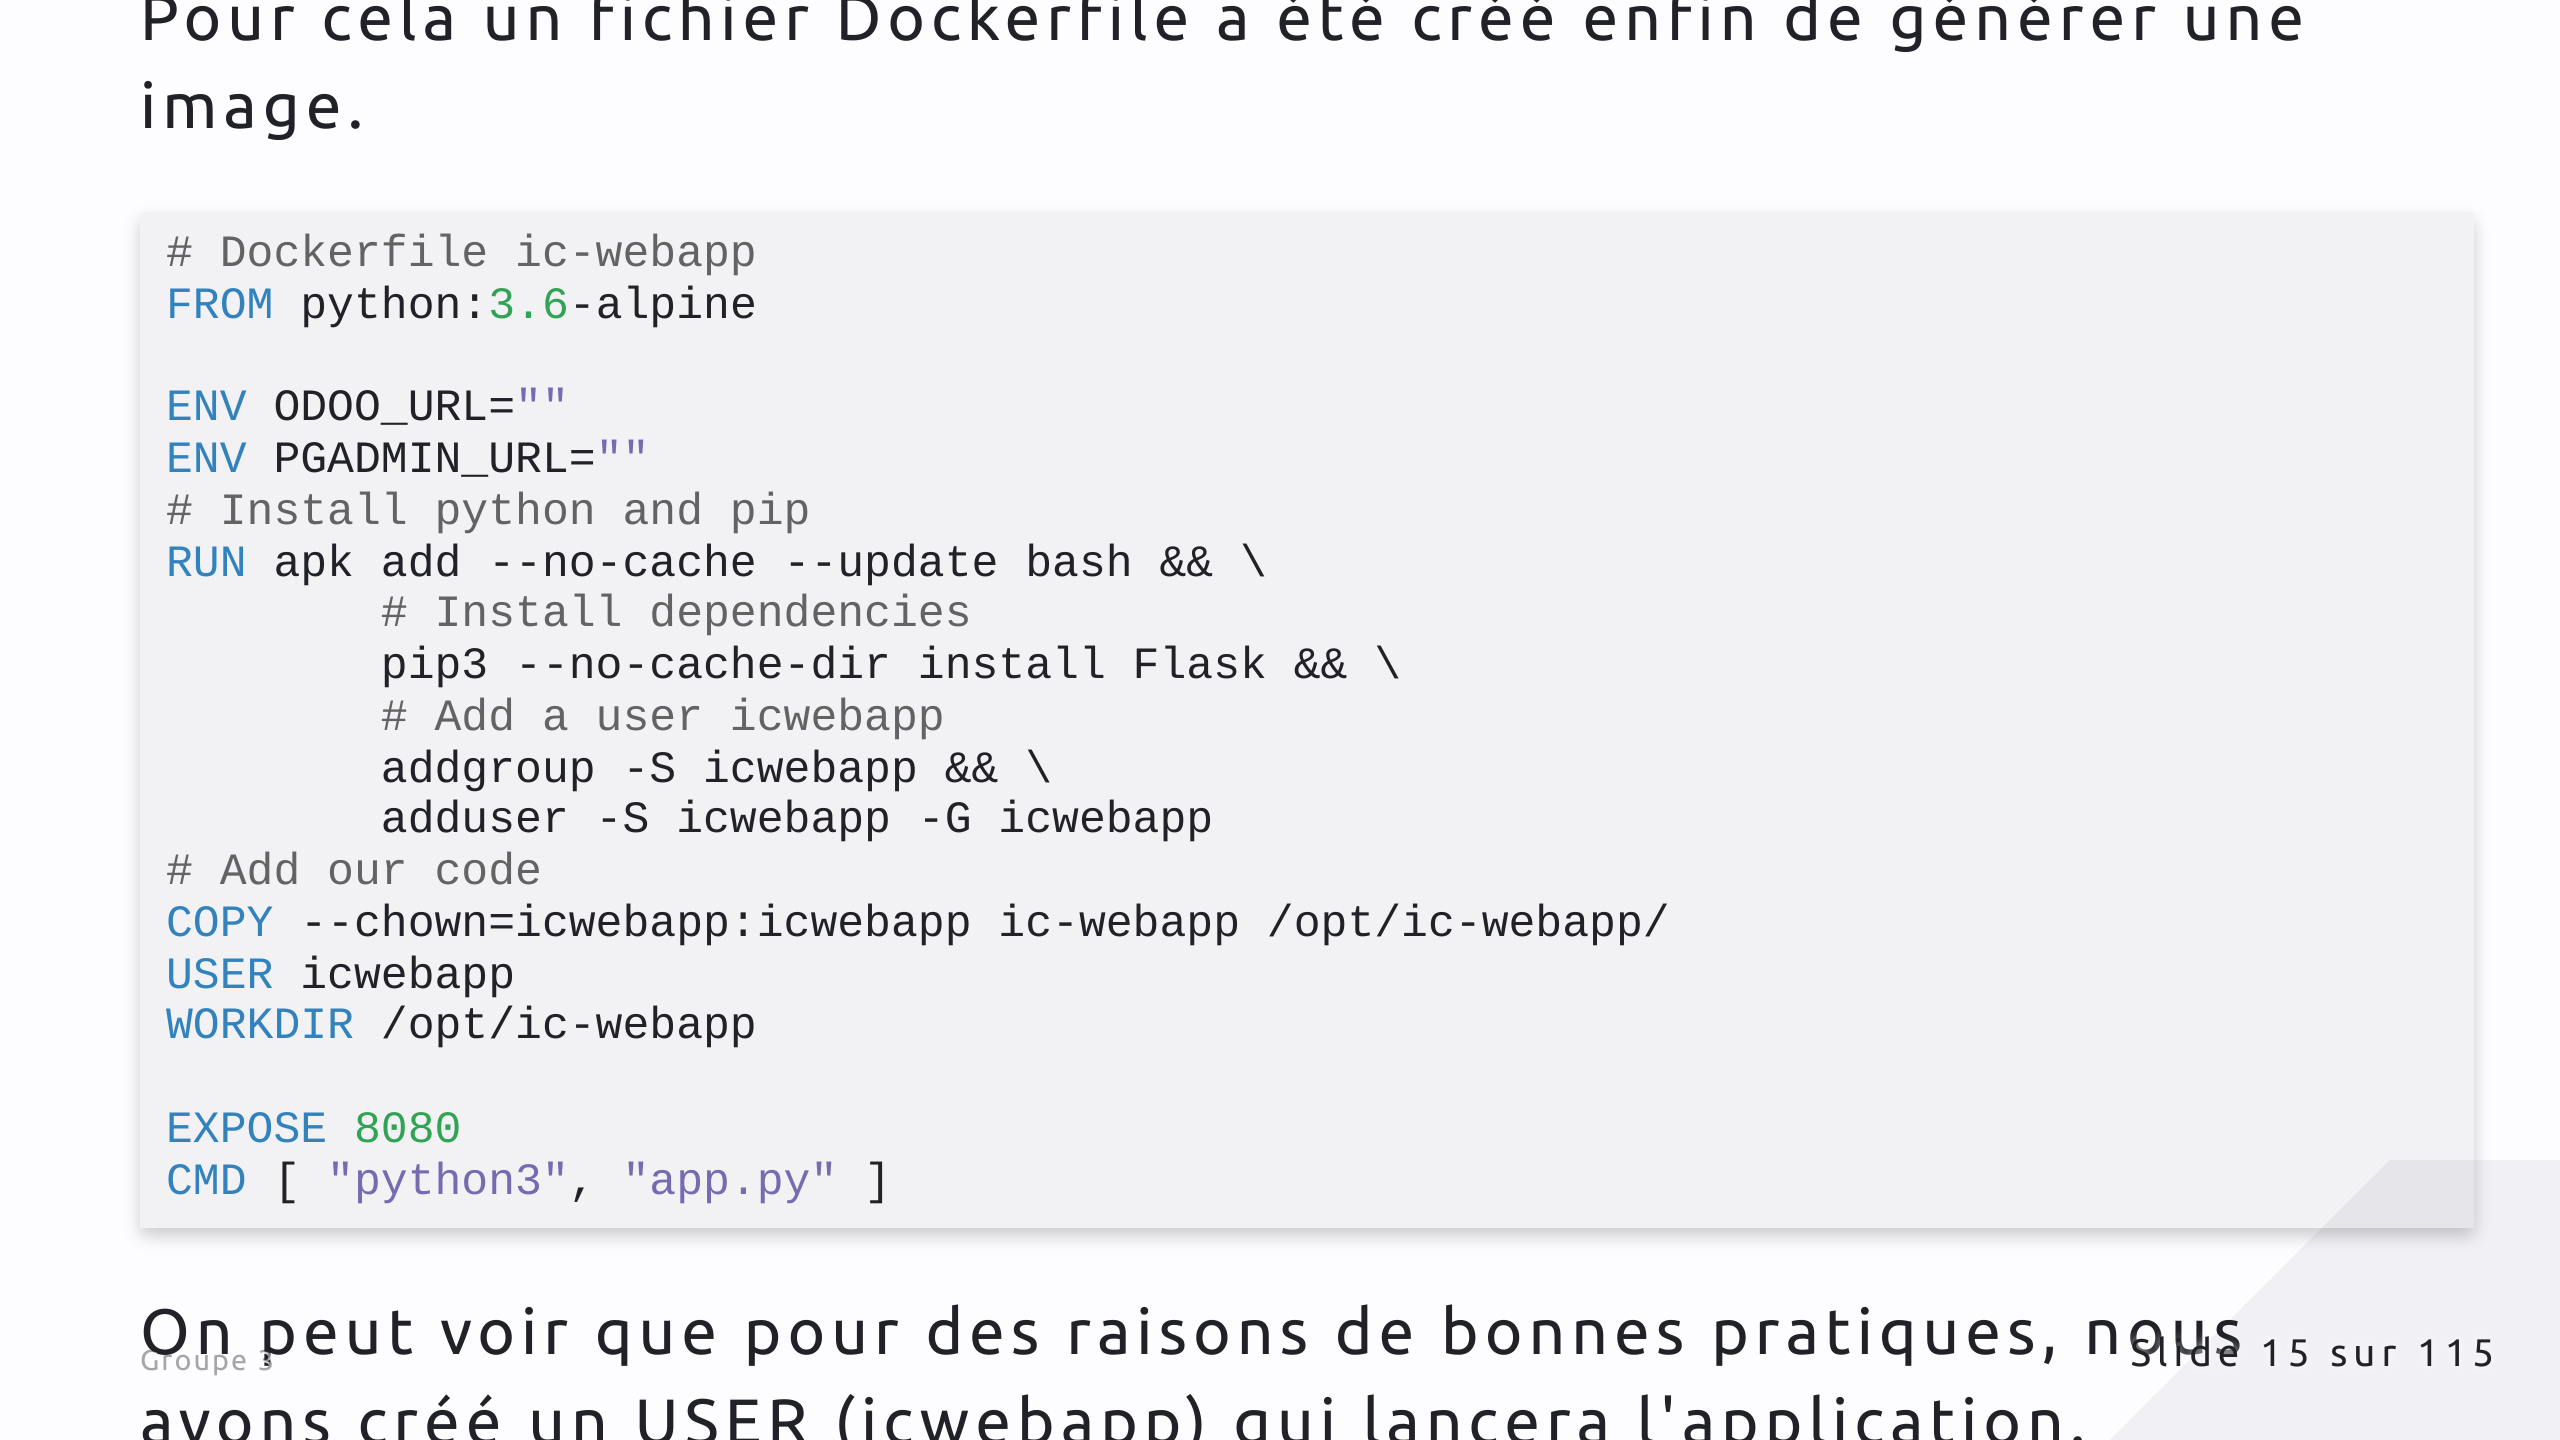 Pour cela un fichier Dockerfile a été créé enfin de générer une
image.
# Dockerfile ic-webapp
FROM python:3.6-alpine
ENV ODOO_URL=""
ENV PGADMIN_URL=""
# Install python and pip
RUN apk add --no-cache --update bash && \
# Install dependencies
pip3 --no-cache-dir install Flask && \
# Add a user icwebapp
addgroup -S icwebapp && \
adduser -S icwebapp -G icwebapp
# Add our code
COPY --chown=icwebapp:icwebapp ic-webapp /opt/ic-webapp/
USER icwebapp
WORKDIR /opt/ic-webapp
EXPOSE 8080
CMD [ "python3", "app.py" ]
On peut voir que pour des raisons de bonnes pratiques, nous
avons créé un USER (icwebapp) qui lancera l'application.
Groupe 3
Slide 15 sur 115